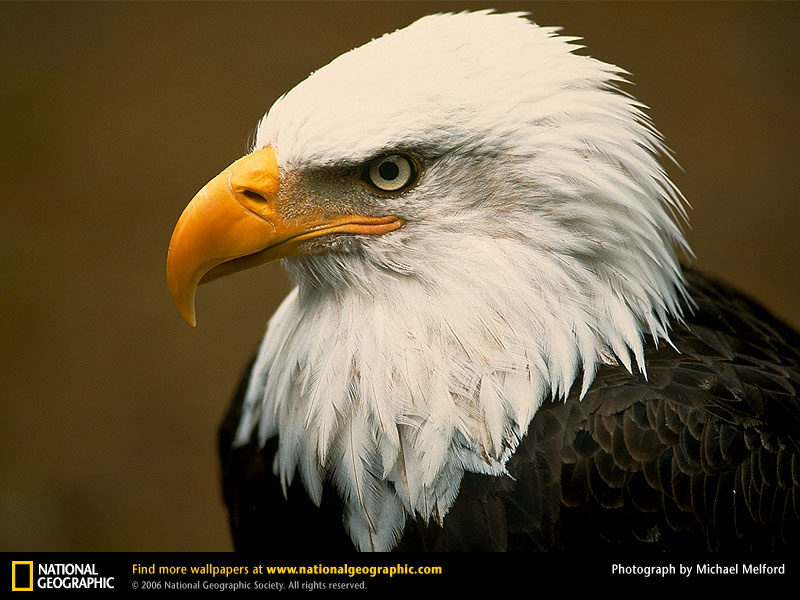 NATIONAL
GEOGRAPHIC
Find more wallpapers at www.nationalgeographic.com
© 2006 National Geographic Society. All rights reserved.
Photograph by Michael Melford